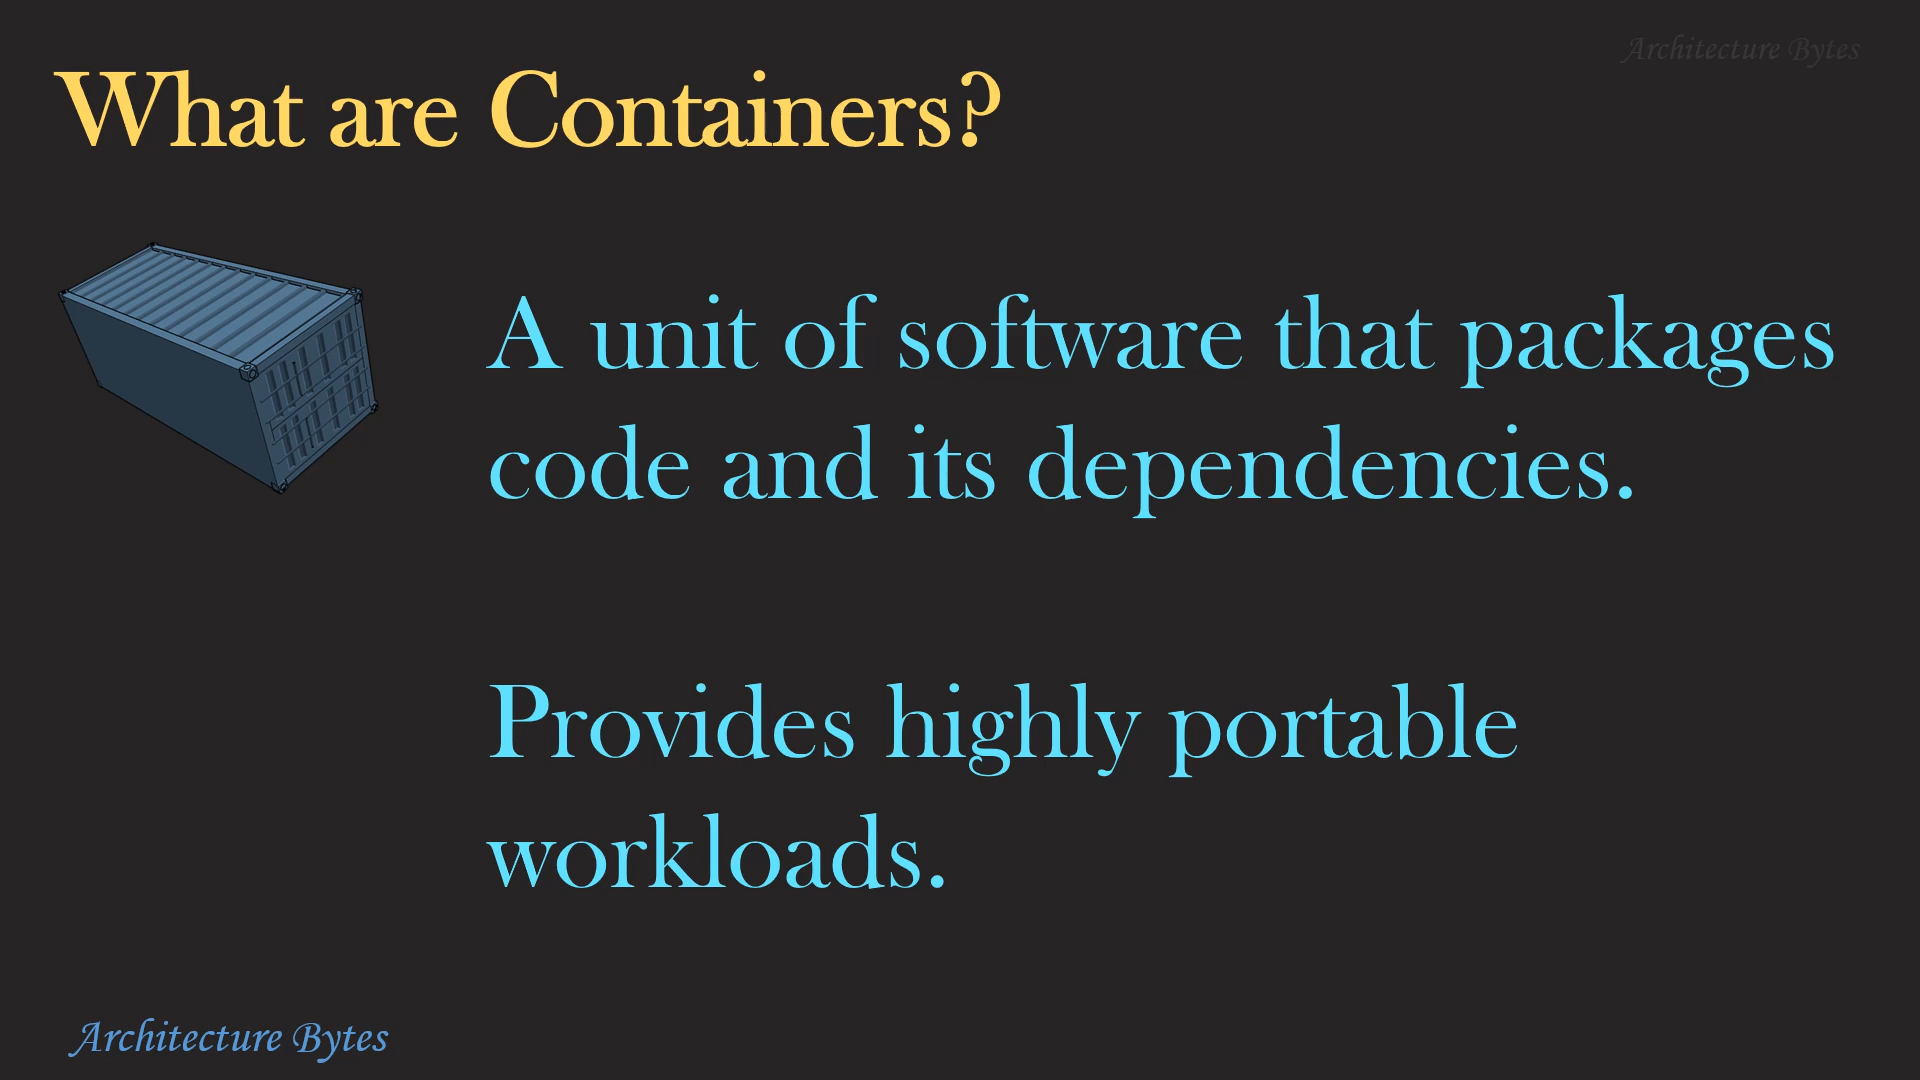 Architecture Bytes
What are Containers?
A unit of software that packages
code and its dependencies.
Provides highly portable
workloads.
Architecture Bytes